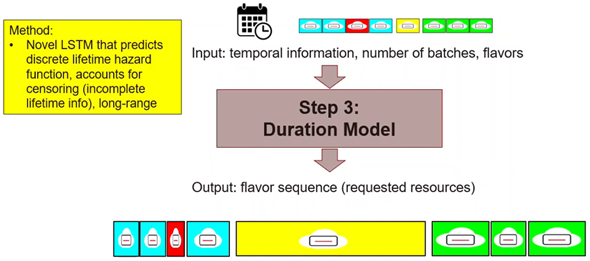 Method:
• Novel LSTM that predicts
discrete lifetime hazard
function, accounts for
censoring (incomplete
lifetime info), long-range
Input: temporal information, number of batches, flavors
Step 3:
Duration Model
Output: flavor sequence (requested resources)